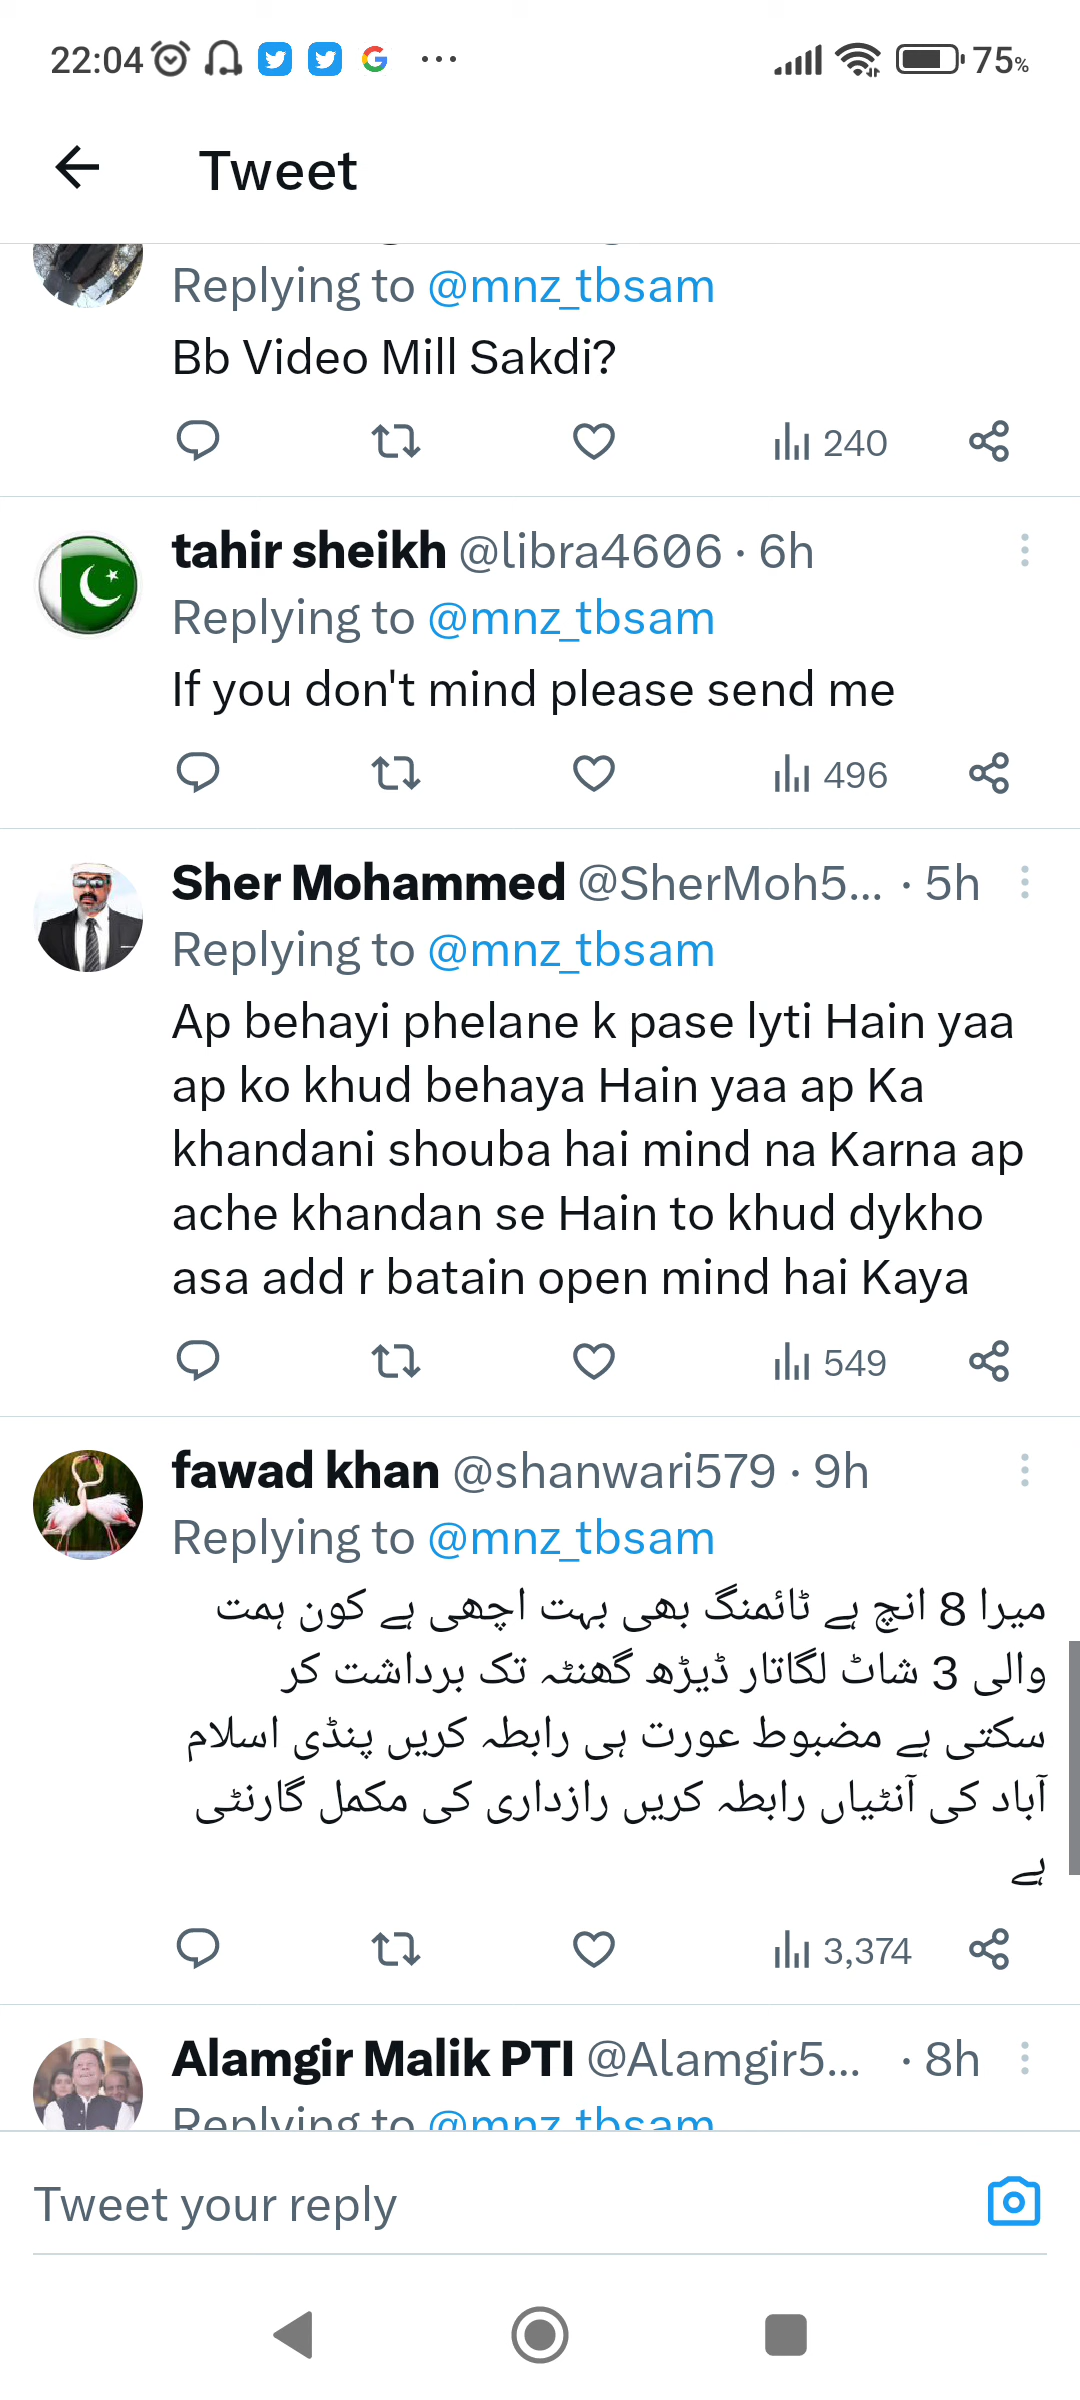 22:04 75%
Tweet
Replying to @mnz_tbsam
Bb Video Mill Sakdi?
240
tahir sheikh @libra4606 · 6h
Replying to @mnz_tbsam
If you don't mind please send me
496
Sher Mohammed @SherMoh5... · 5h
Replying to @mnz_tbsam
Ap behayi phelane k pase lyti Hain yaa
ap ko khud behaya Hain yaa ap Ka
khandani shouba hai mind na Karna ap
ache khandan se Hain to khud dykho
asa add r batain open mind hai Kaya
549
fawad khan @shanwari579 · 9h
Replying to @mnz_tbsam
میرا 8 انچ ہے ٹائمنگ بھی بہت اچھی ہے کون ہمت
والی 3 شاٹ لگاتار ڈیڑھ گھنٹہ تک برداشت کر
سکتی ہے مضبوط عورت ہی رابطہ کریں پنڈی اسلام
آباد کی آنٹیاں رابطہ کریں رازداری کی مکمل گارنٹی
ہے
3,374
Alamgir Malik PTI @Alamgir5... · 8h
Replying to @mnz_tbsam
Tweet your reply